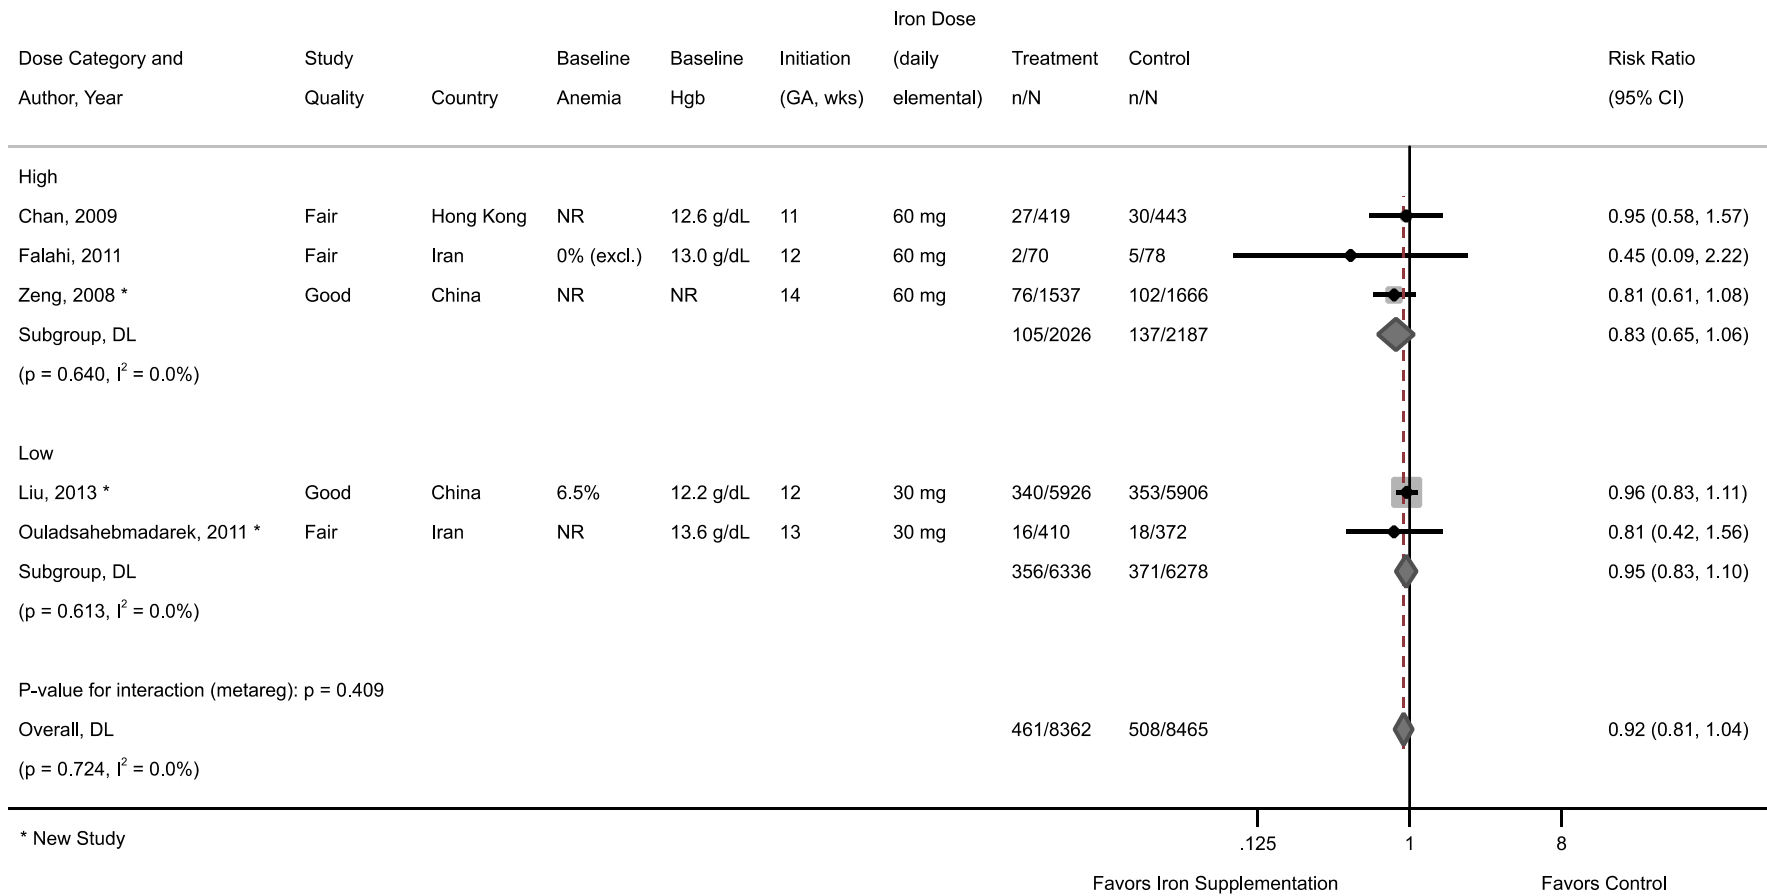 Iron Dose
Dose Category and Study Baseline Baseline Initiation (daily Treatment Control Risk Ratio
Author, Year Quality Country Anemia Hgb (GA, wks) elemental) n/N n/N (95% CI)
High
Chan, 2009 Fair Hong Kong NR 12.6 g/dL 11 60 mg 27/419 30/443 0.95 (0.58, 1.57)
Falahi, 2011 Fair Iran 0% (excl.) 13.0 g/dL 12 60 mg 2/70 5/78 0.45 (0.09, 2.22)
Zeng, 2008 * Good China NR NR 14 60 mg 76/1537 102/1666 0.81 (0.61, 1.08)
Subgroup, DL 105/2026 137/2187 0.83 (0.65, 1.06)
(p = 0.640, I² = 0.0%)
Low
Liu, 2013 * Good China 6.5% 12.2 g/dL 12 30 mg 340/5926 353/5906 0.96 (0.83, 1.11)
Ouladsahebmadarek, 2011 * Fair Iran NR 13.6 g/dL 13 30 mg 16/410 18/372 0.81 (0.42, 1.56)
Subgroup, DL 356/6336 371/6278 0.95 (0.83, 1.10)
(p = 0.613, I² = 0.0%)
P-value for interaction (metareg): p = 0.409
Overall, DL 461/8362 508/8465 0.92 (0.81, 1.04)
(p = 0.724, I² = 0.0%)
* New Study
.125 1 8
Favors Iron Supplementation Favors Control